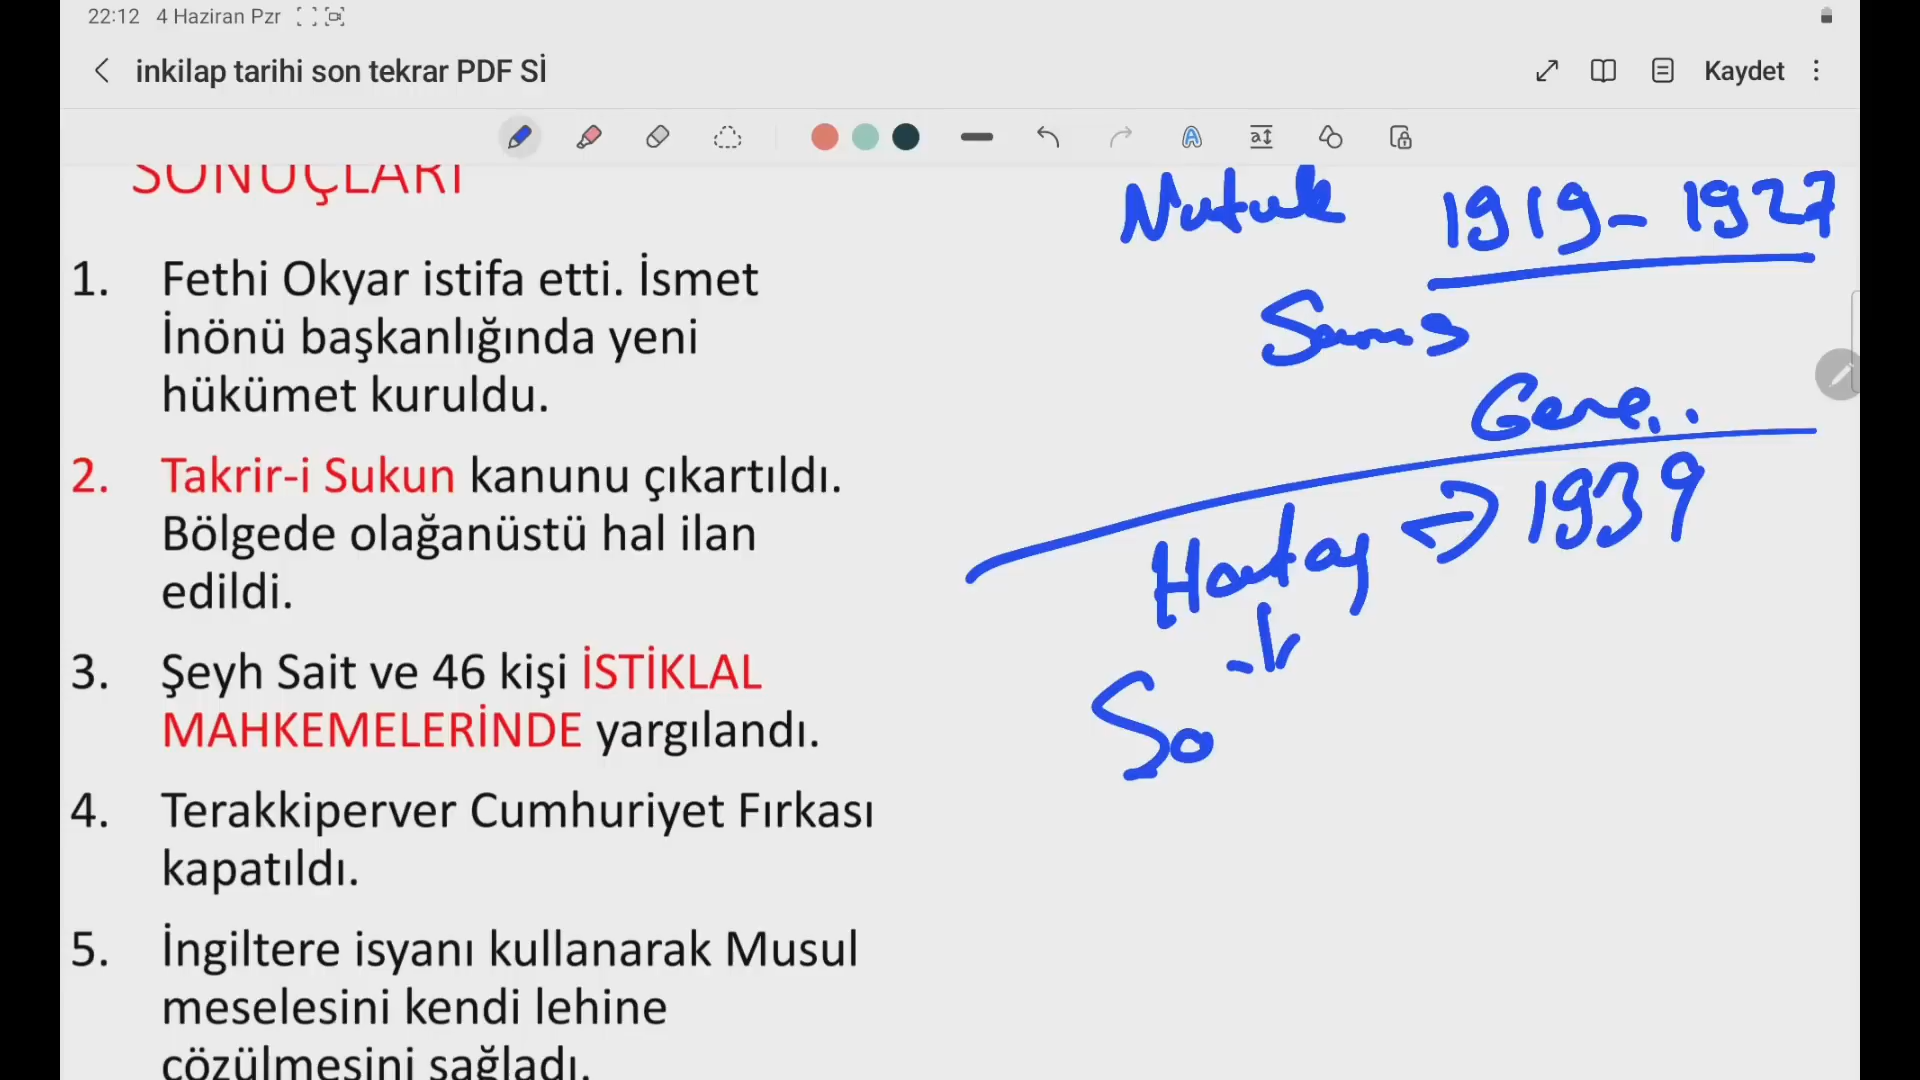 22:12 4 Haziran Pzr
inkilap tarihi son tekrar PDF Sİ
Kaydet
SONUÇLARI
1. Fethi Okyar istifa etti. İsmet
İnönü başkanlığında yeni
hükümet kuruldu.
2. Takrir-i Sukun kanunu çıkartıldı.
Bölgede olağanüstü hal ilan
edildi.
3. Şeyh Sait ve 46 kişi İSTİKLAL
MAHKEMELERİNDE yargılandı.
4. Terakkiperver Cumhuriyet Fırkası
kapatıldı.
5. İngiltere isyanı kullanarak Musul
meselesini kendi lehine
çözülmesini sağladı.
Nutuk 1919-1927
Gene..
Hatay 1939
So